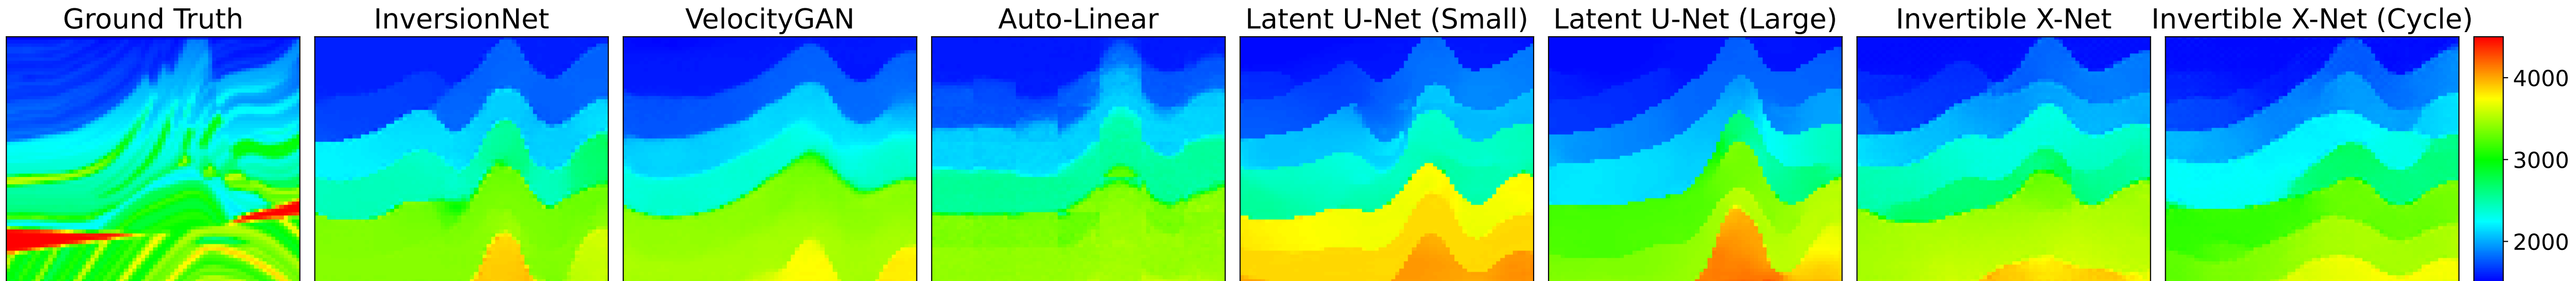 Ground Truth
InversionNet
VelocityGAN
Auto-Linear
Latent U-Net (Small)
Latent U-Net (Large)
Invertible X-Net
Invertible X-Net (Cycle)
4000
3000
2000